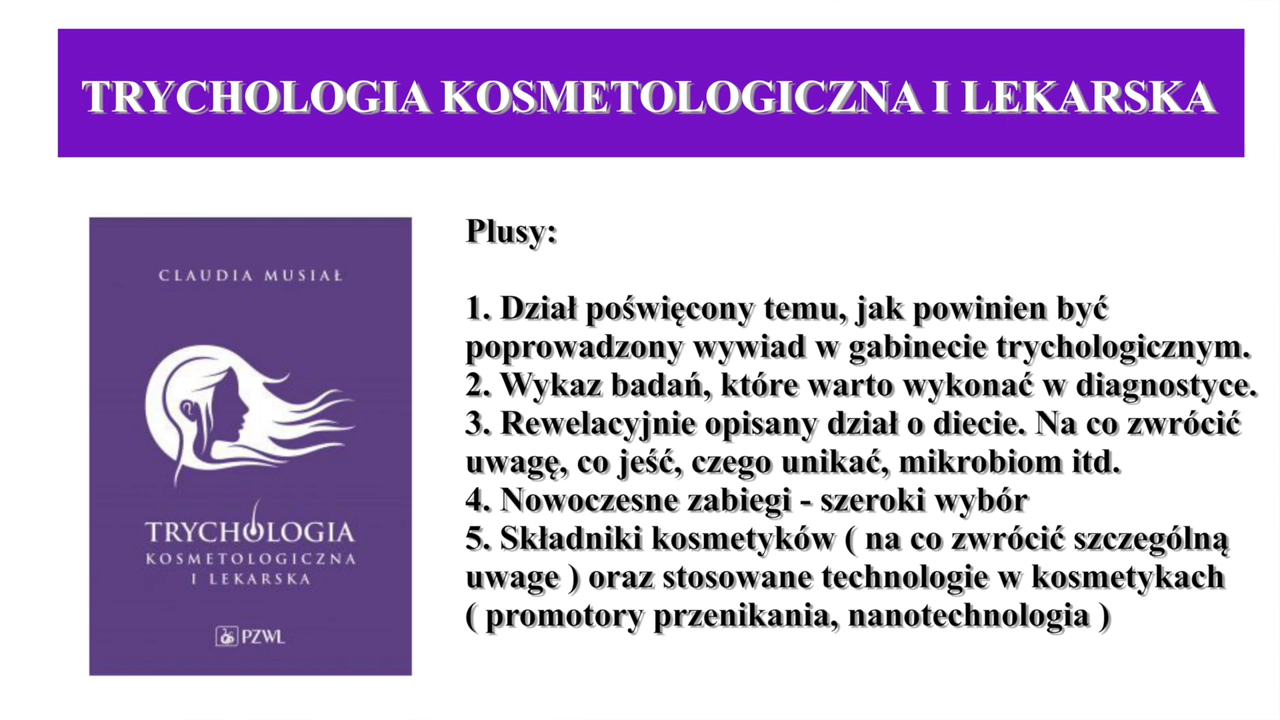 TRYCHOLOGIA KOSMETOLOGICZNA I LEKARSKA
CLAUDIA MUSIAŁ
TRYCHOLOGIA
KOSMETOLOGICZNA
I LEKARSKA
PZWL
Plusy:
1. Dział poświęcony temu, jak powinien być
poprowadzony wywiad w gabinecie trychologicznym.
2. Wykaz badań, które warto wykonać w diagnostyce.
3. Rewelacyjnie opisany dział o diecie. Na co zwrócić
uwagę, co jeść, czego unikać, mikrobiom itd.
4. Nowoczesne zabiegi - szeroki wybór
5. Składniki kosmetyków ( na co zwrócić szczególną
uwage ) oraz stosowane technologie w kosmetykach
( promotory przenikania, nanotechnologia )